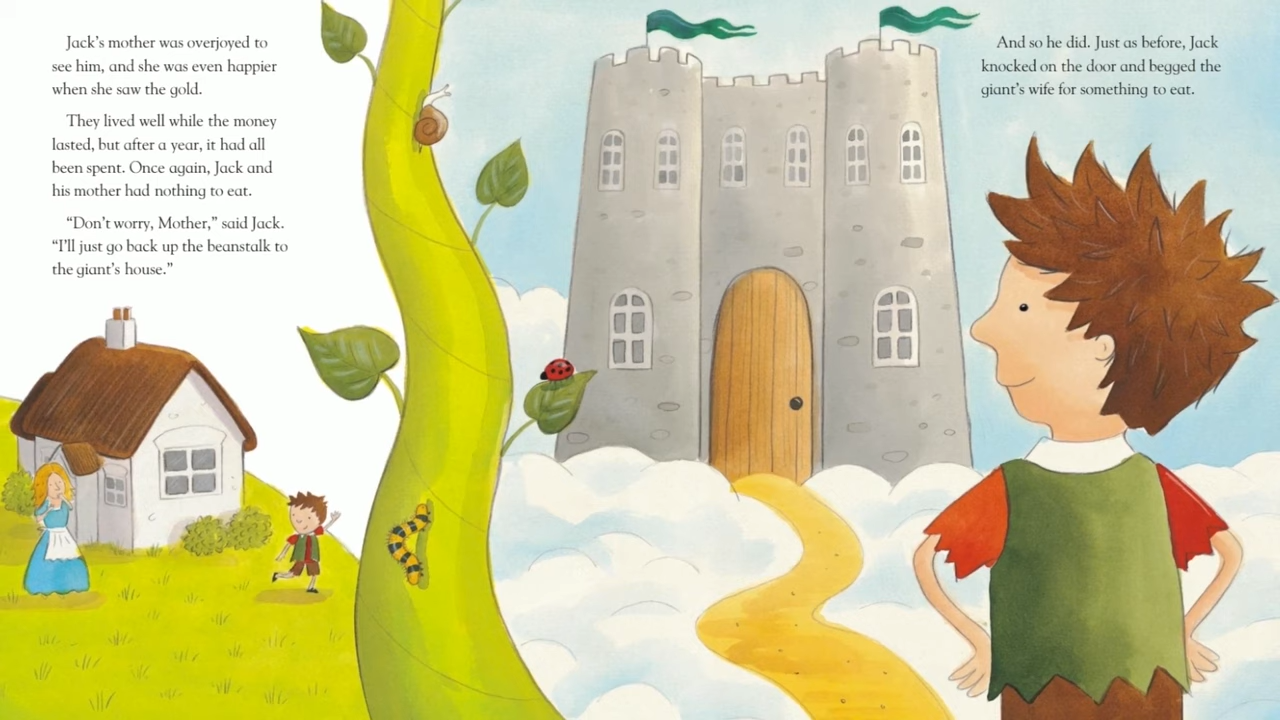 Jack's mother was overjoyed to
see him, and she was even happier
when she saw the gold.
They lived well while the money
lasted, but after a year, it had all
been spent. Once again, Jack and
his mother had nothing to eat.
“Don't worry, Mother,” said Jack.
“I'll just go back up the beanstalk to
the giant's house.”
And so he did. Just as before, Jack
knocked on the door and begged the
giant's wife for something to eat.